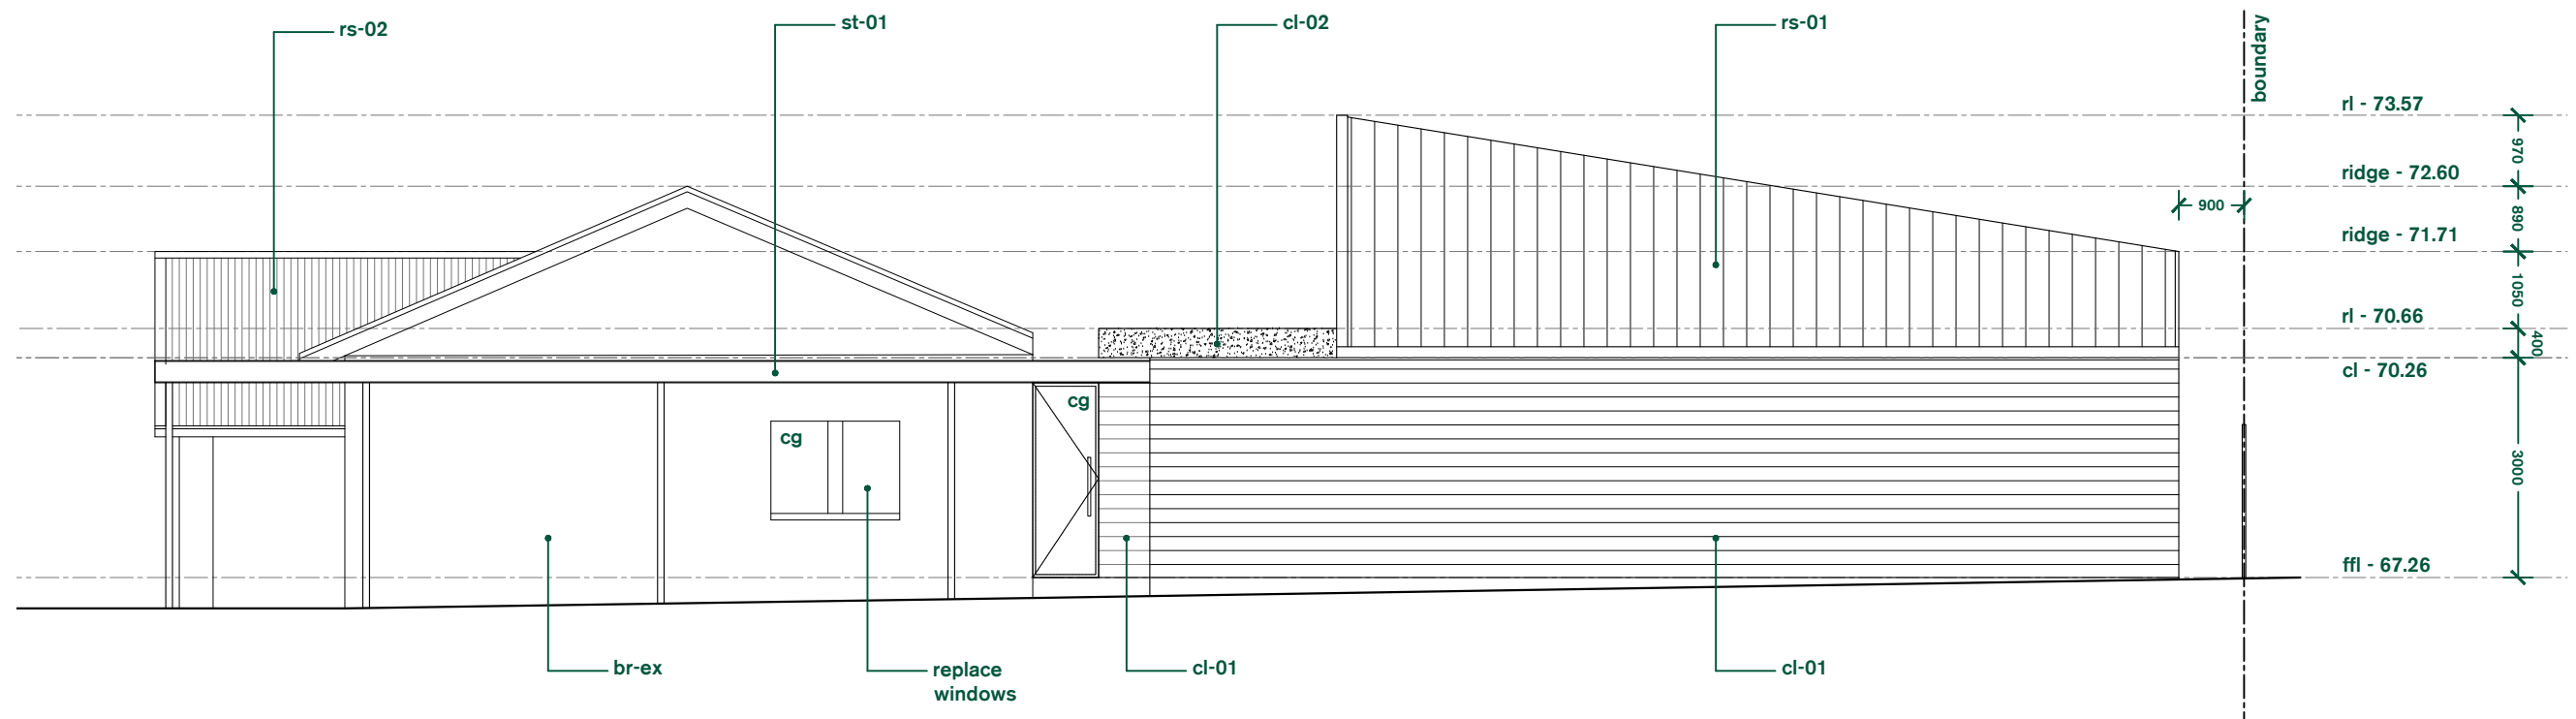 rs-02
st-01
cl-02
rs-01
boundary
rl - 73.57
970
ridge - 72.60
900
890
ridge - 71.71
1050
rl - 70.66
400
cl - 70.26
cg
cg
3000
ffl - 67.26
br-ex
replace
windows
cl-01
cl-01